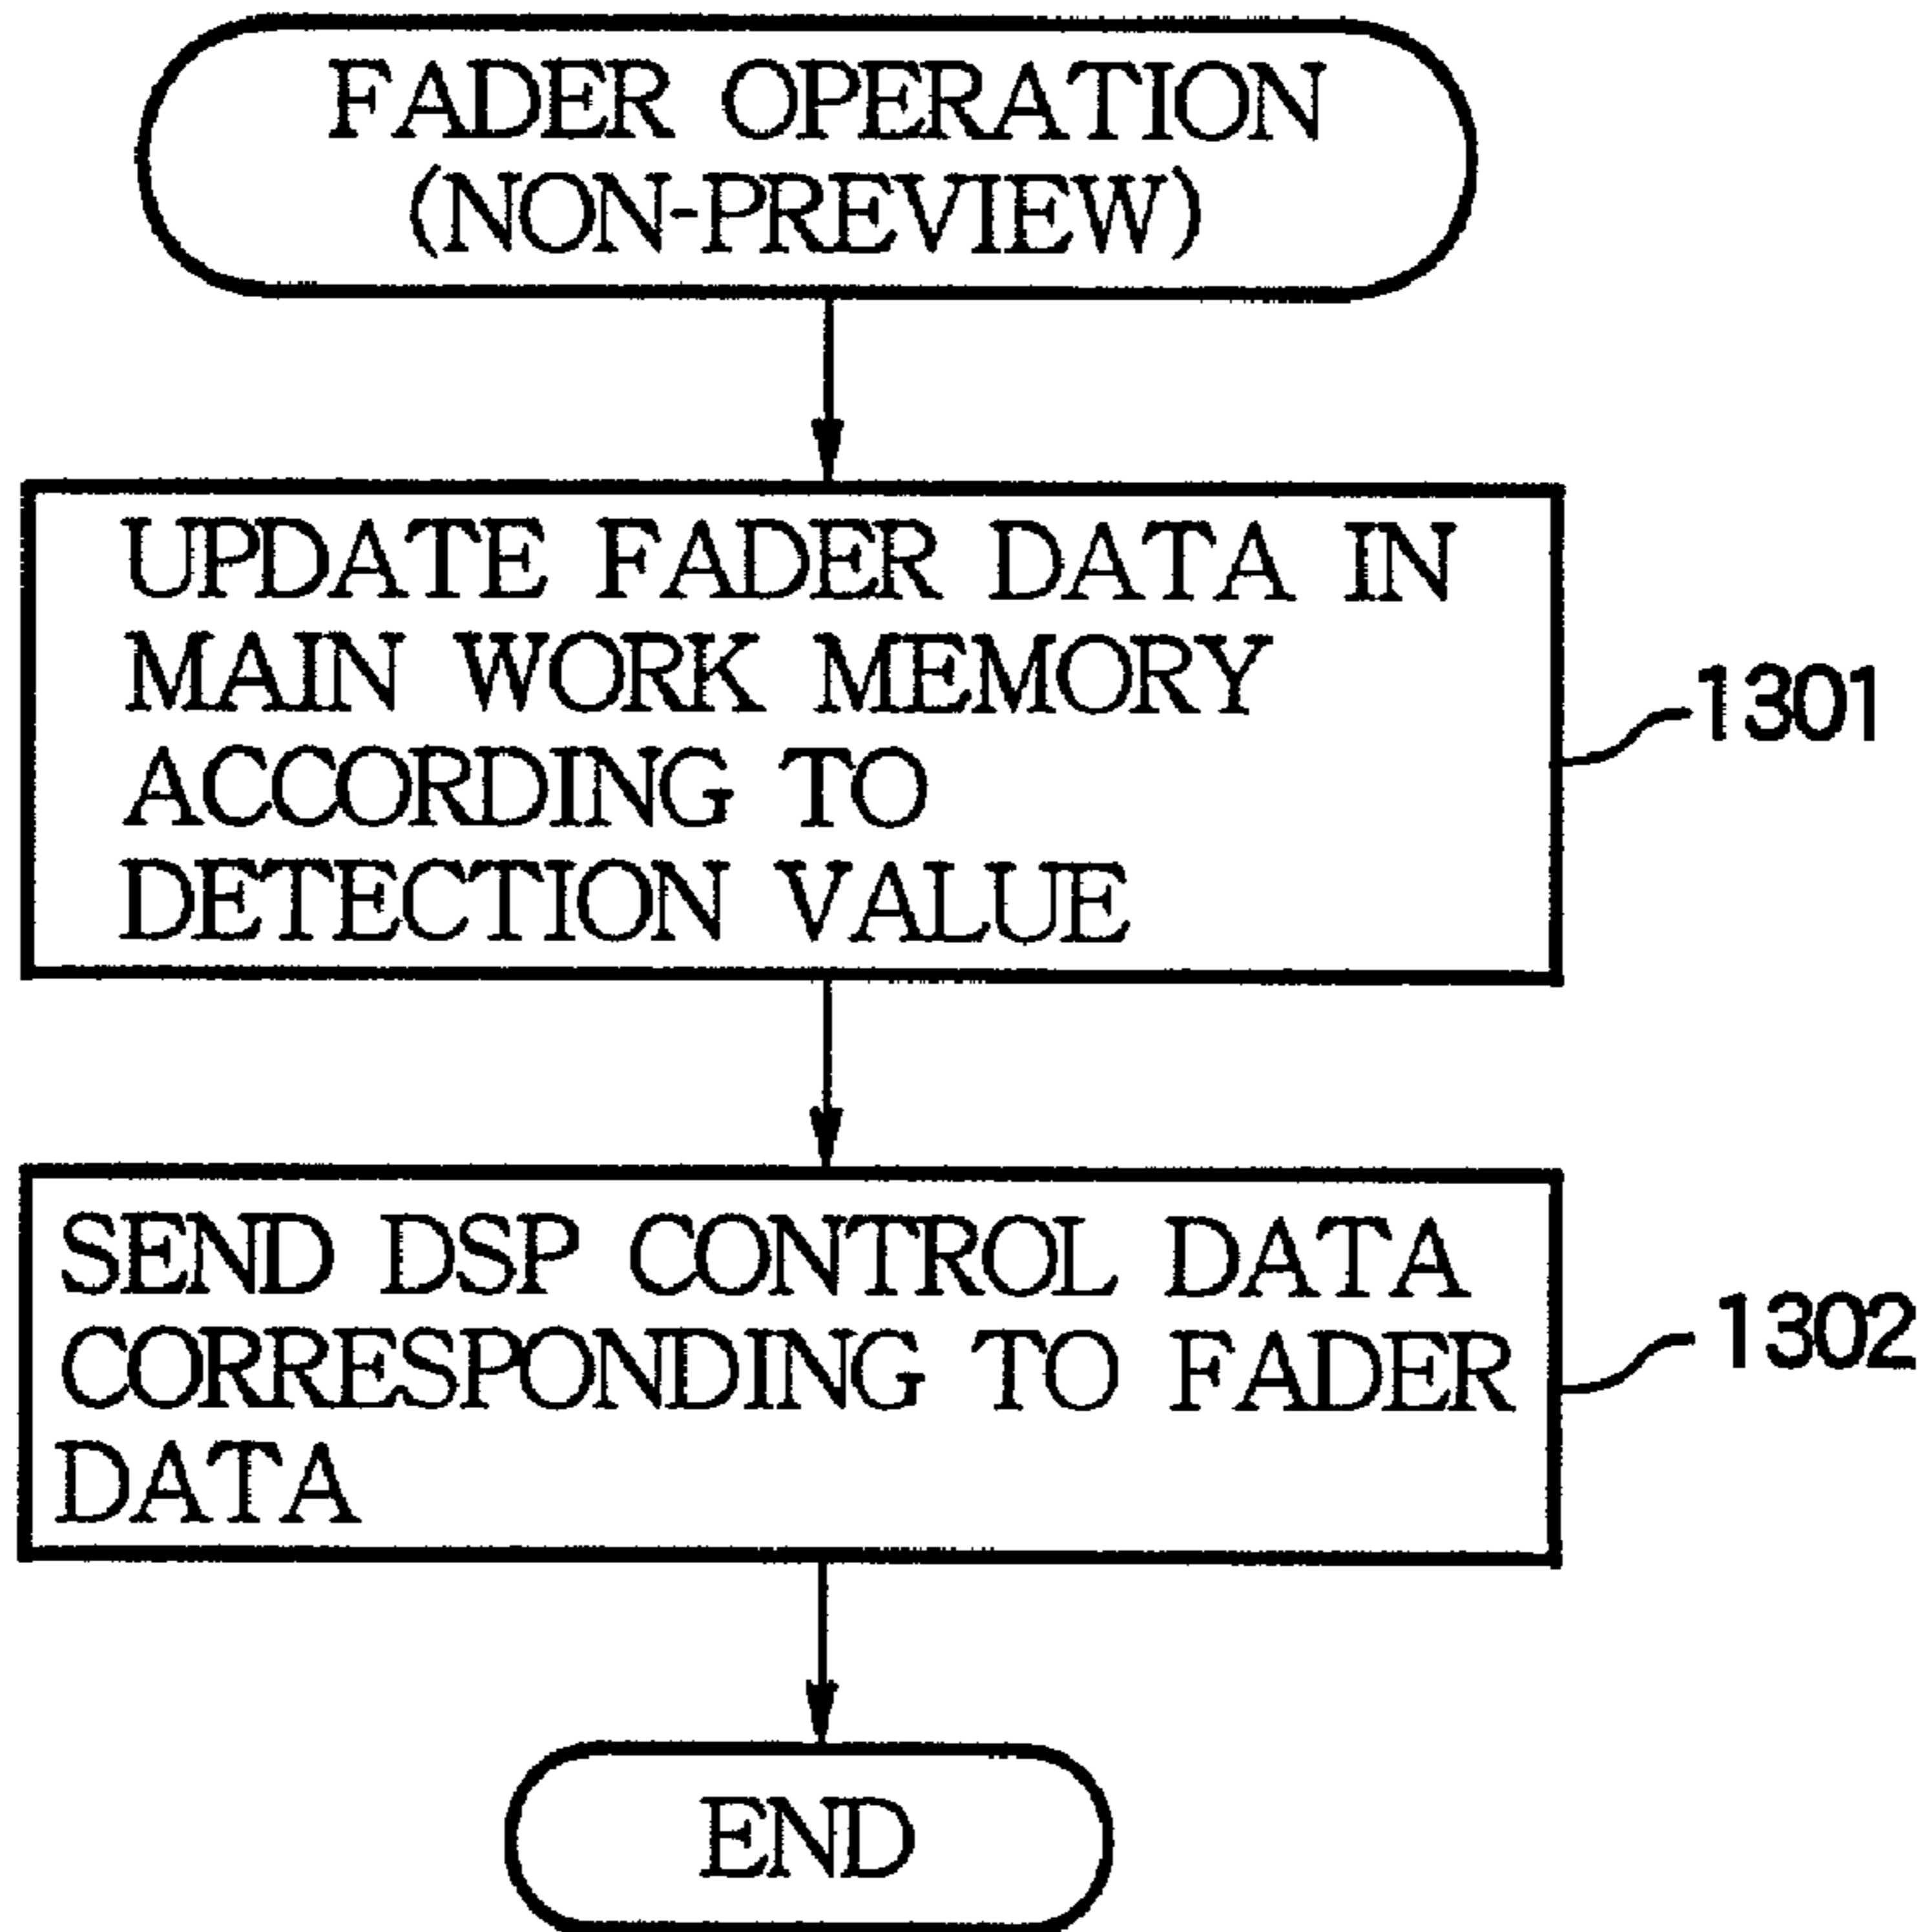 FADER OPERATION
(NON-PREVIEW)
UPDATE FADER DATA IN
MAIN WORK MEMORY
ACCORDING TO
DETECTION VALUE
1301
SEND DSP CONTROL DATA
CORRESPONDING TO FADER
DATA
1302
END